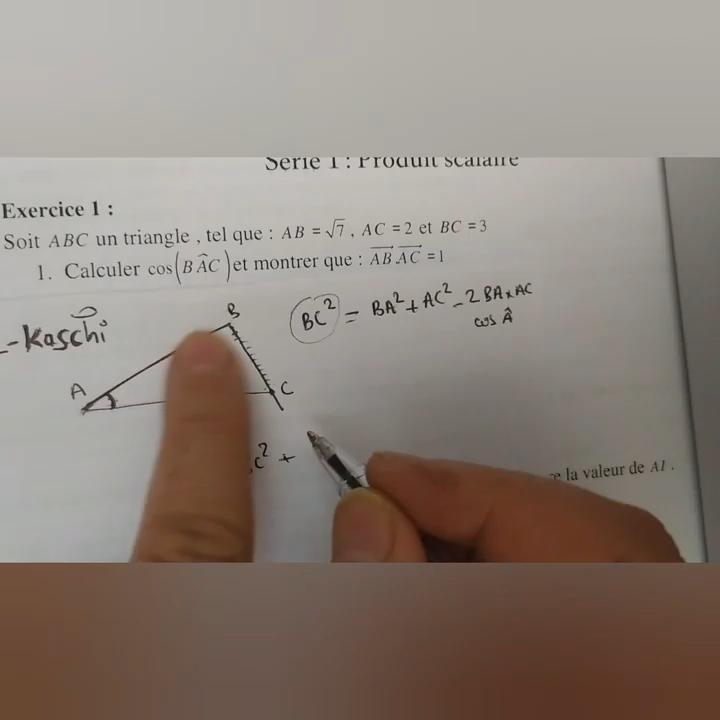 Série 1 : Produit scalaire
Exercice 1 :
Soit ABC un triangle , tel que : AB = √7 , AC = 2 et BC = 3
1. Calculer cos(BÂC) et montrer que : AB⃗.AC⃗ = 1
-Kaschi
B
BC² = BA² + AC² - 2 BA x AC
cos Â
A
C
C² +
la valeur de AI .